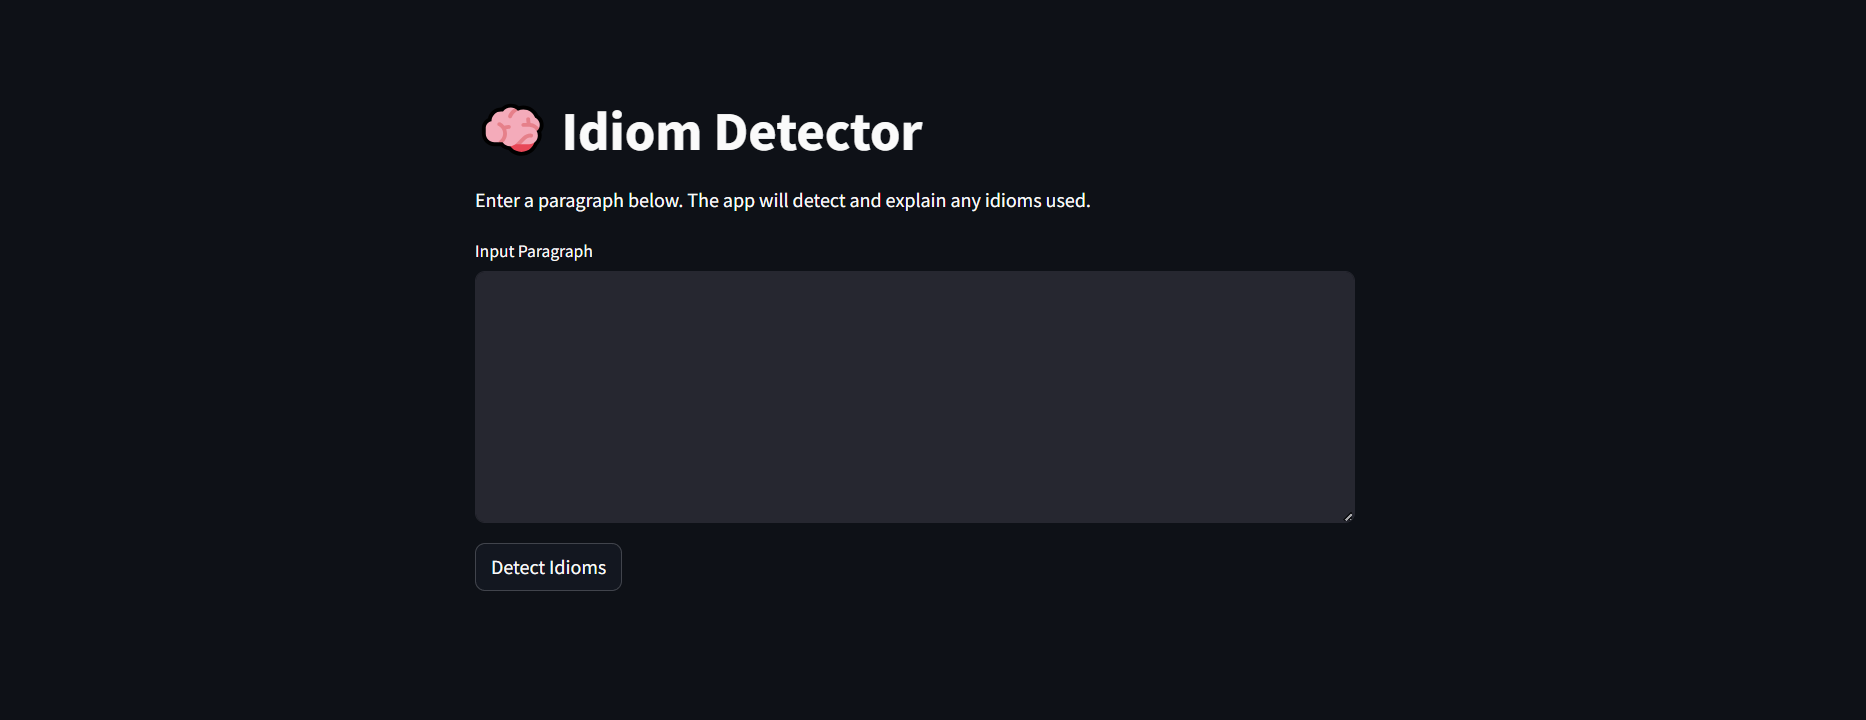 Idiom Detector
Enter a paragraph below. The app will detect and explain any idioms used.
Input Paragraph
Detect Idioms